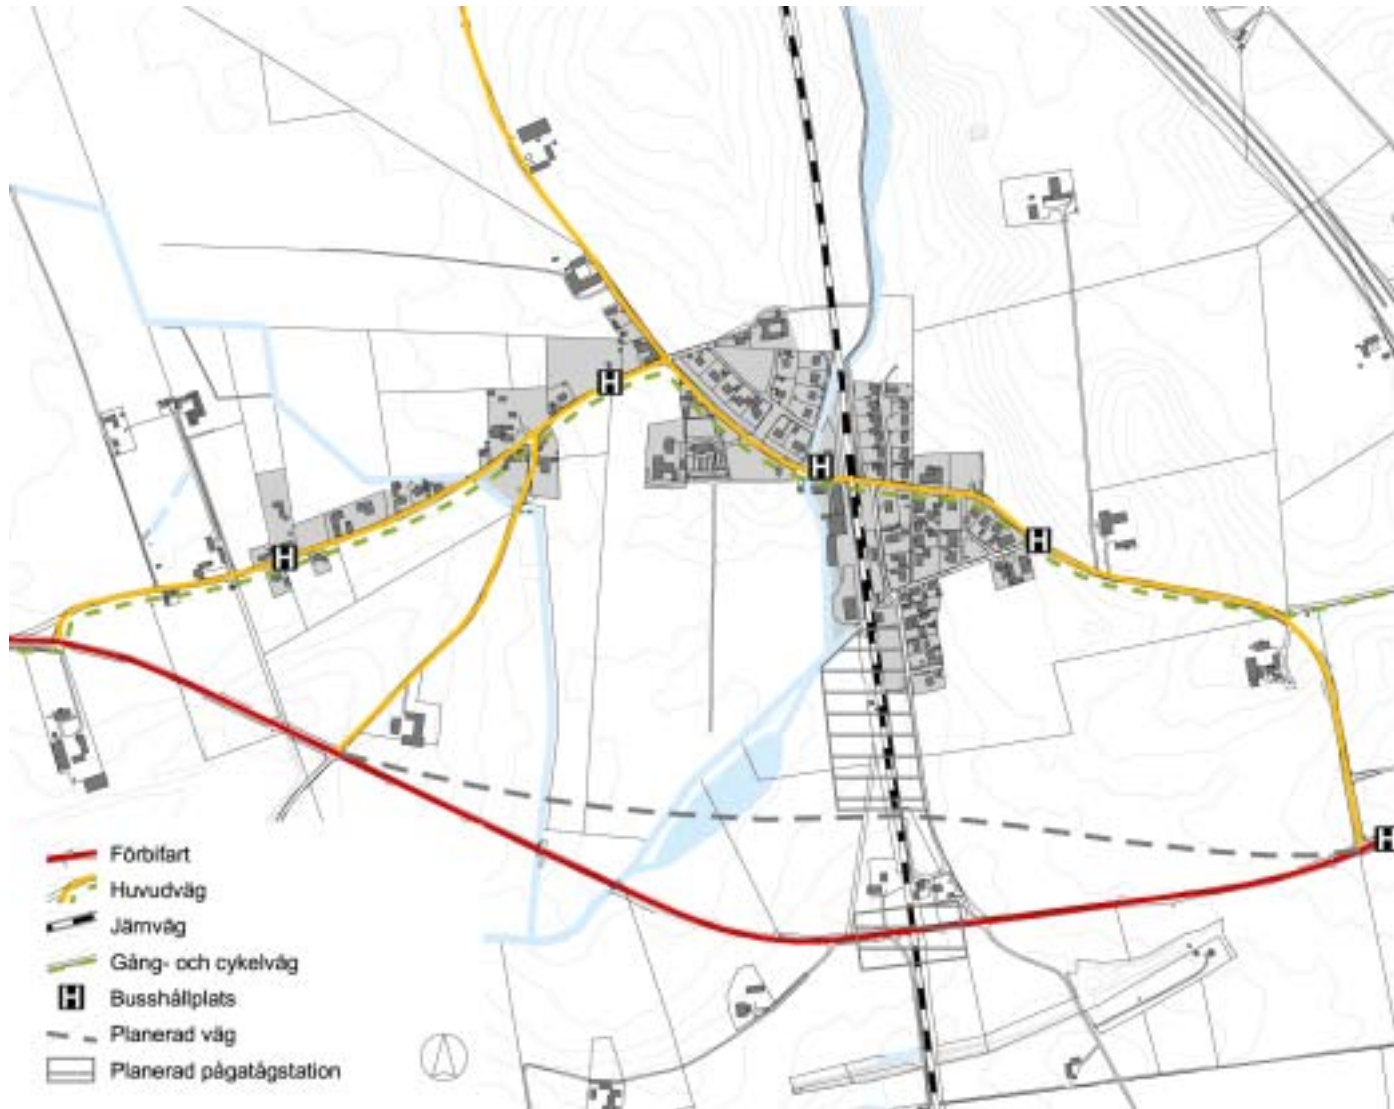 H
H
H
H
H
Förbifart
Huvudväg
Järnväg
Gång- och cykelväg
H Busshållplats
Planerad väg
Planerad pågatågstation